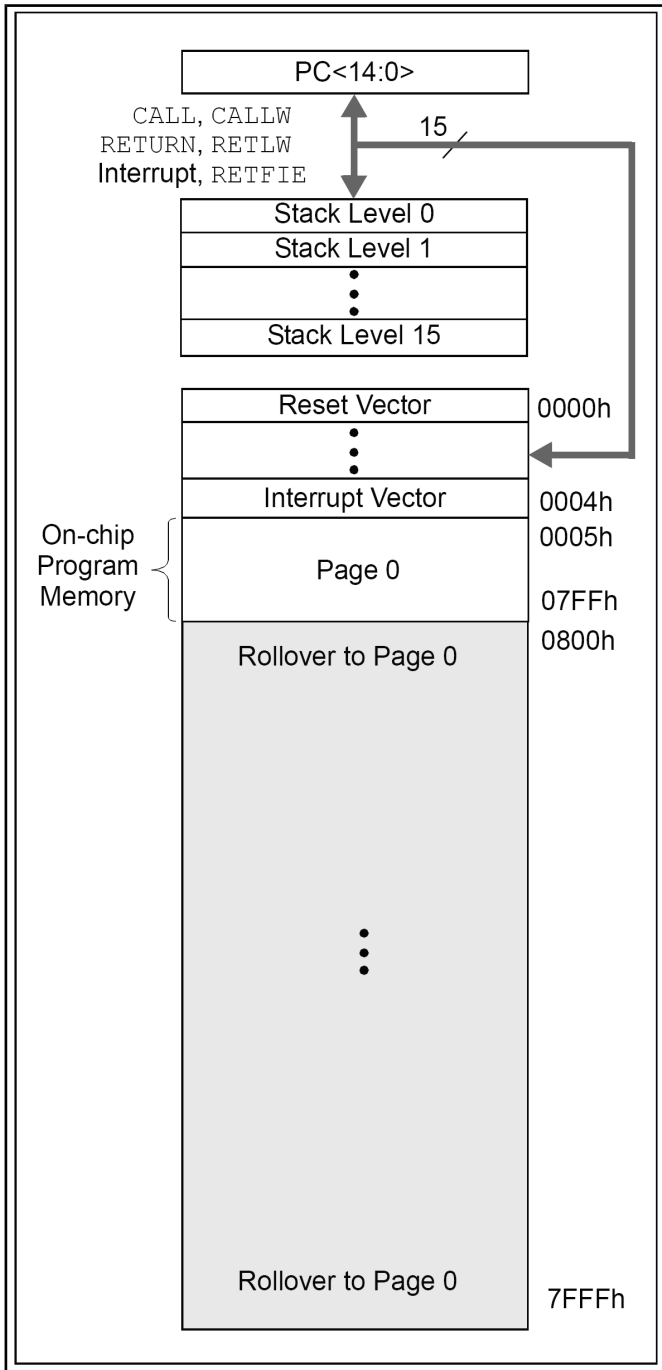 PC<14:0>
CALL, CALLW
RETURN, RETLW
Interrupt, RETFIE
15
Stack Level 0
Stack Level 1
Stack Level 15
Reset Vector
0000h
Interrupt Vector
0004h
On-chip
Program
Memory
Page 0
0005h
07FFh
Rollover to Page 0
0800h
Rollover to Page 0
7FFFh